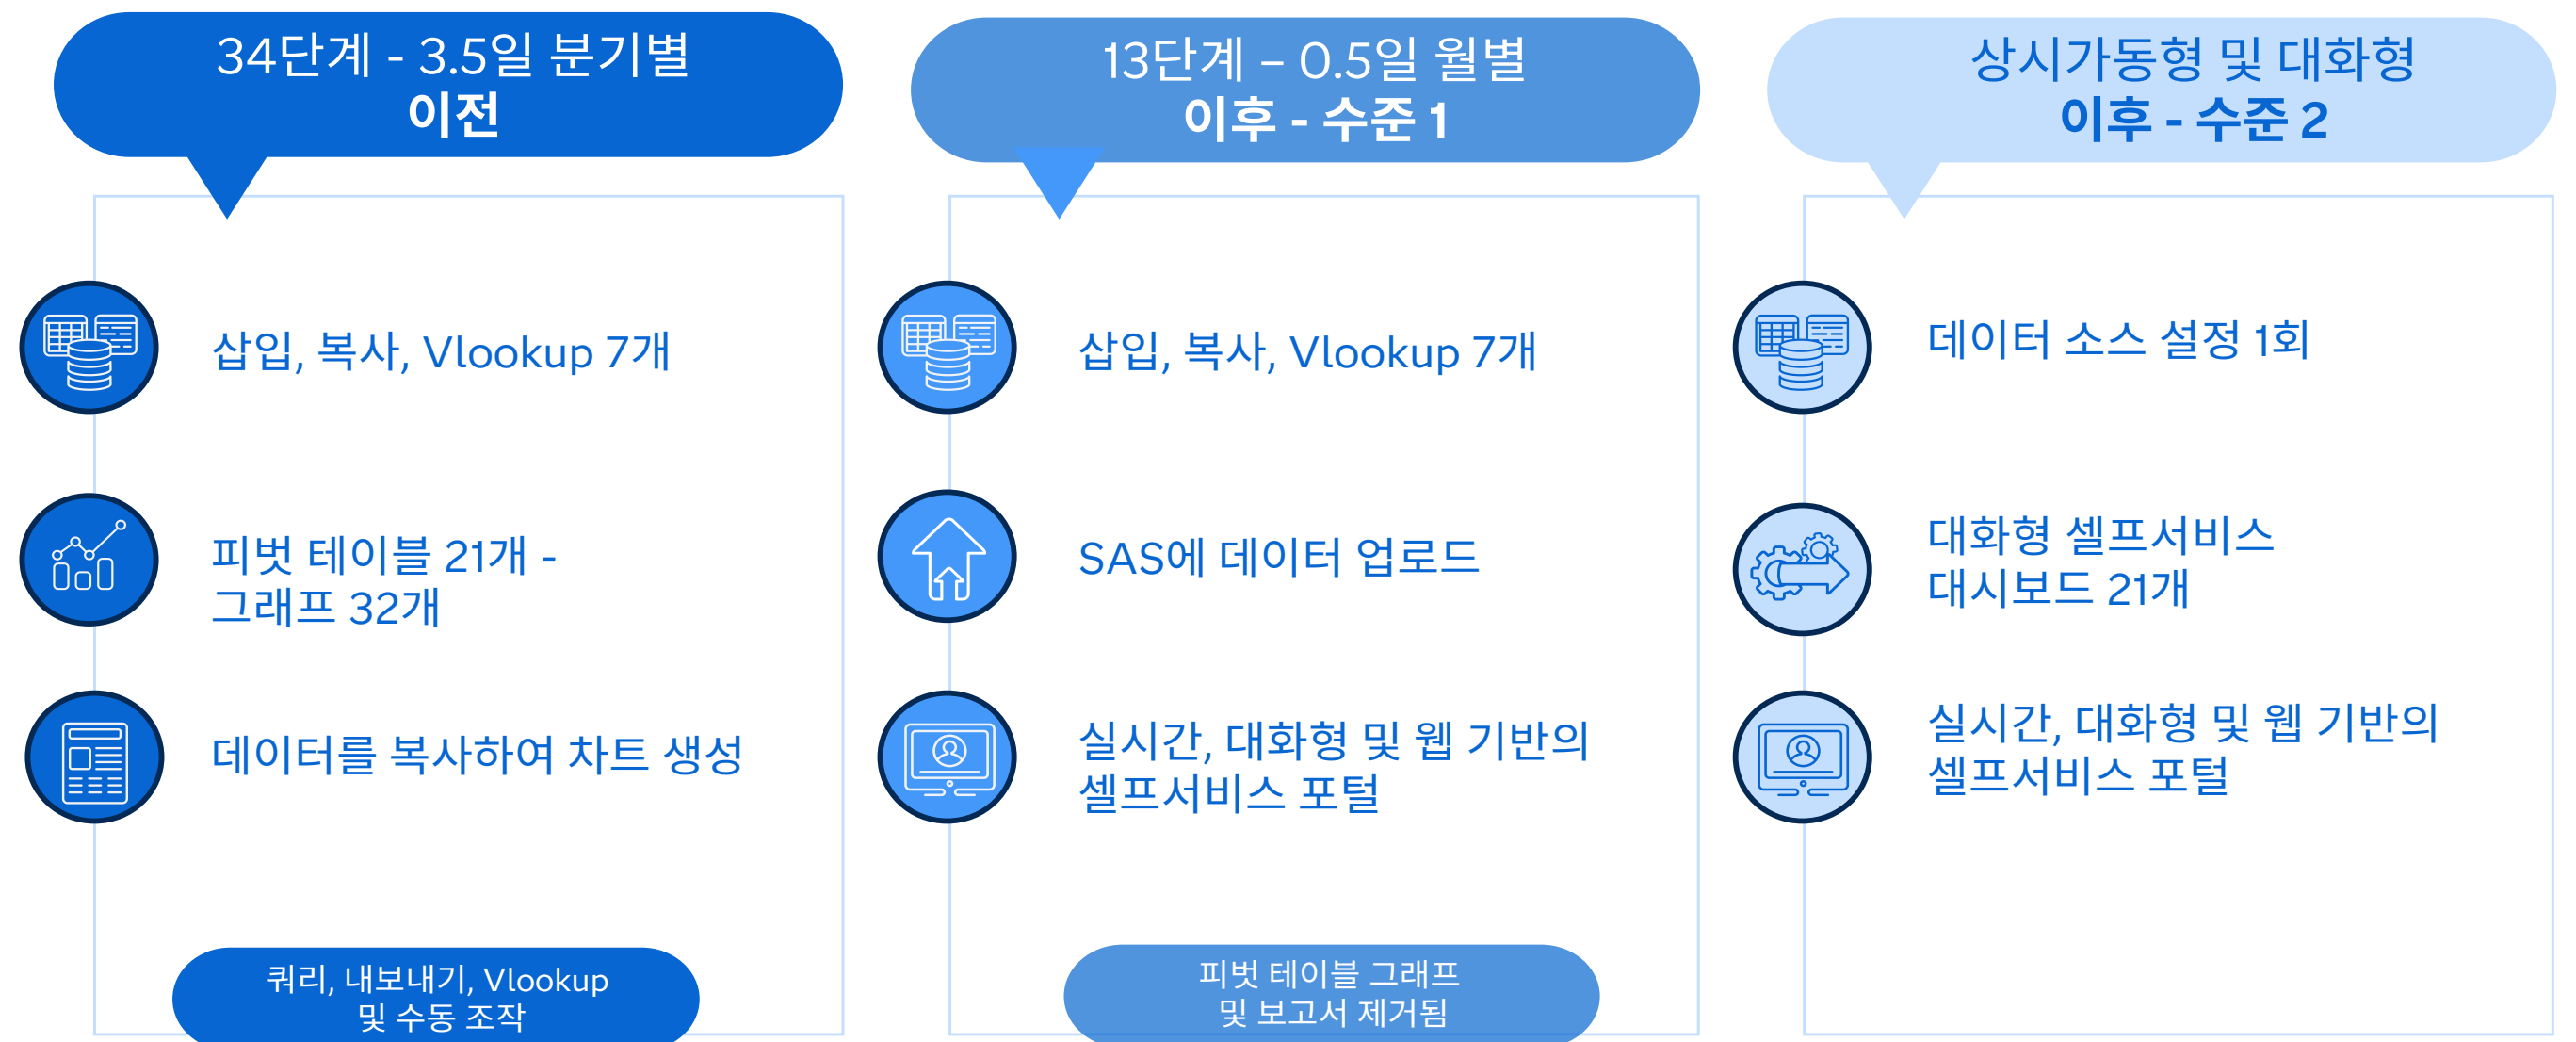 34단계 - 3.5일 분기별
이전
삽입, 복사, Vlookup 7개
피벗 테이블 21개 -
그래프 32개
데이터를 복사하여 차트 생성
쿼리, 내보내기, Vlookup
및 수동 조작
13단계 – 0.5일 월별
이후 - 수준 1
삽입, 복사, Vlookup 7개
SAS에 데이터 업로드
실시간, 대화형 및 웹 기반의
셀프서비스 포털
피벗 테이블 그래프
및 보고서 제거됨
상시가동형 및 대화형
이후 - 수준 2
데이터 소스 설정 1회
대화형 셀프서비스
대시보드 21개
실시간, 대화형 및 웹 기반의
셀프서비스 포털